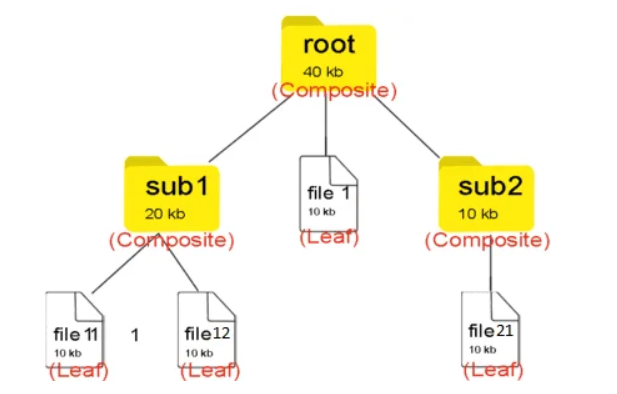 root
40 kb
(Composite)
sub1
20 kb
(Composite)
file 1
10 kb
(Leaf)
sub2
10 kb
(Composite)
file 11
10 kb
(Leaf)
1
file12
10 kb
(Leaf)
file21
10 kb
(Leaf)